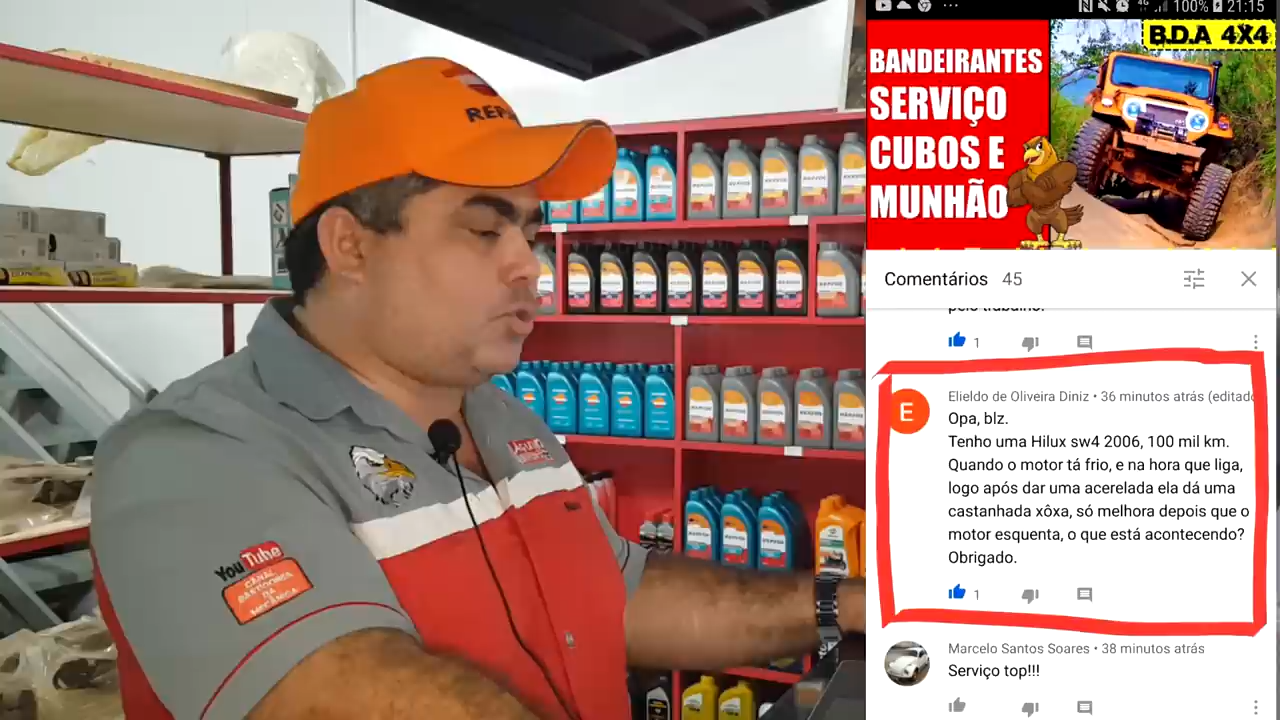 100% 21:15
B.D.A 4X4
BANDEIRANTES
SERVIÇO
CUBOS E
MUNHÃO
Comentários 45
pelo trabalho!
1
E
Elieldo de Oliveira Diniz • 36 minutos atrás (editado
Opa, blz.
Tenho uma Hilux sw4 2006, 100 mil km.
Quando o motor tá frio, e na hora que liga,
logo após dar uma acerelada ela dá uma
castanhada xôxa, só melhora depois que o
motor esquenta, o que está acontecendo?
Obrigado.
1
Marcelo Santos Soares • 38 minutos atrás
Serviço top!!!
YouTube
CANAL
BASTIDORES
DA
MECÂNICA